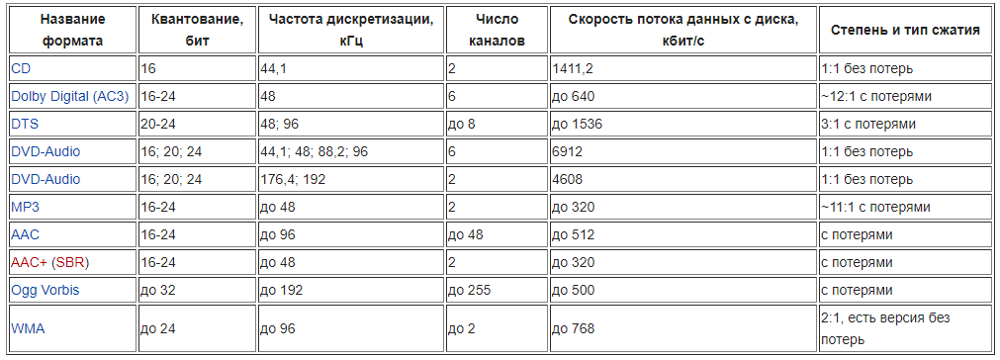 Название формата Квантование, бит Частота дискретизации, кГц Число каналов Скорость потока данных с диска, кбит/с Степень и тип сжатия
CD 16 44,1 2 1411,2 1:1 без потерь
Dolby Digital (AC3) 16-24 48 6 до 640 ~12:1 с потерями
DTS 20-24 48; 96 до 8 до 1536 3:1 с потерями
DVD-Audio 16; 20; 24 44,1; 48; 88,2; 96 6 6912 1:1 без потерь
DVD-Audio 16; 20; 24 176,4; 192 2 4608 1:1 без потерь
MP3 16-24 до 48 2 до 320 ~11:1 с потерями
AAC 16-24 до 96 до 48 до 512 с потерями
AAC+ (SBR) 16-24 до 48 2 до 320 с потерями
Ogg Vorbis до 32 до 192 до 255 до 500 с потерями
WMA до 24 до 96 до 2 до 768 2:1, есть версия без потерь